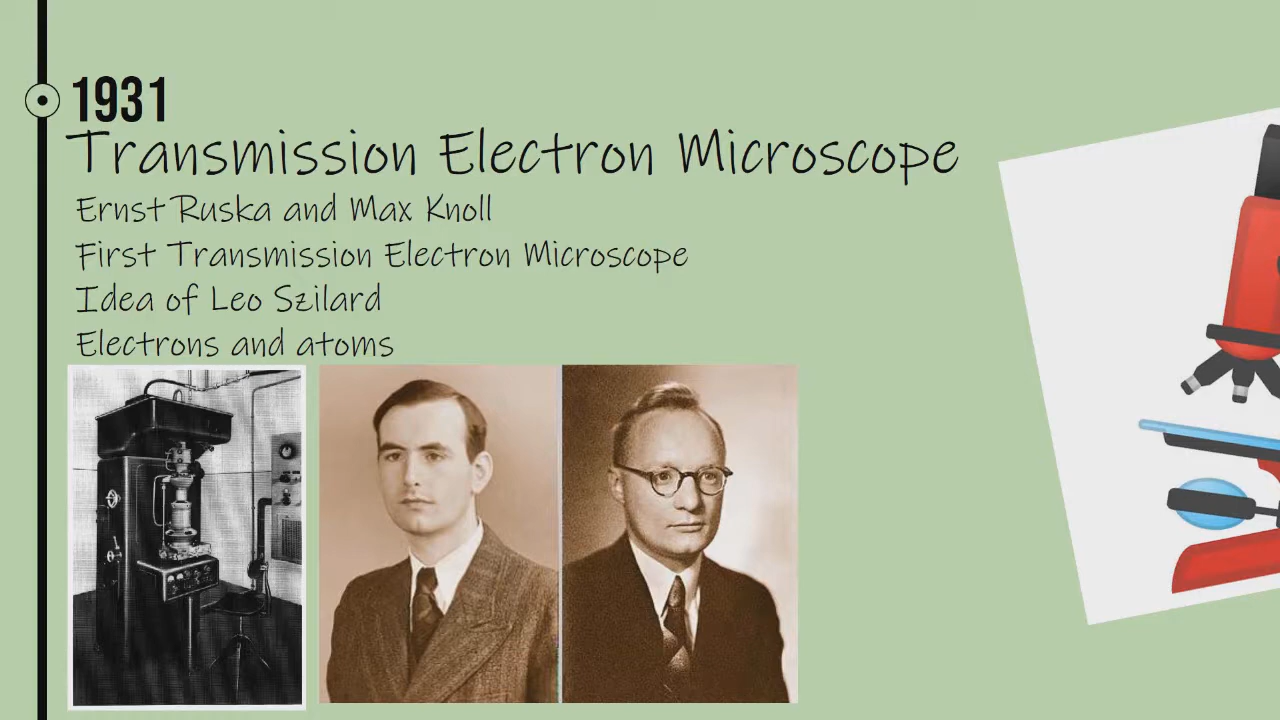 1931
Transmission Electron Microscope
Ernst Ruska and Max Knoll
First Transmission Electron Microscope
Idea of Leo Szilard
Electrons and atoms